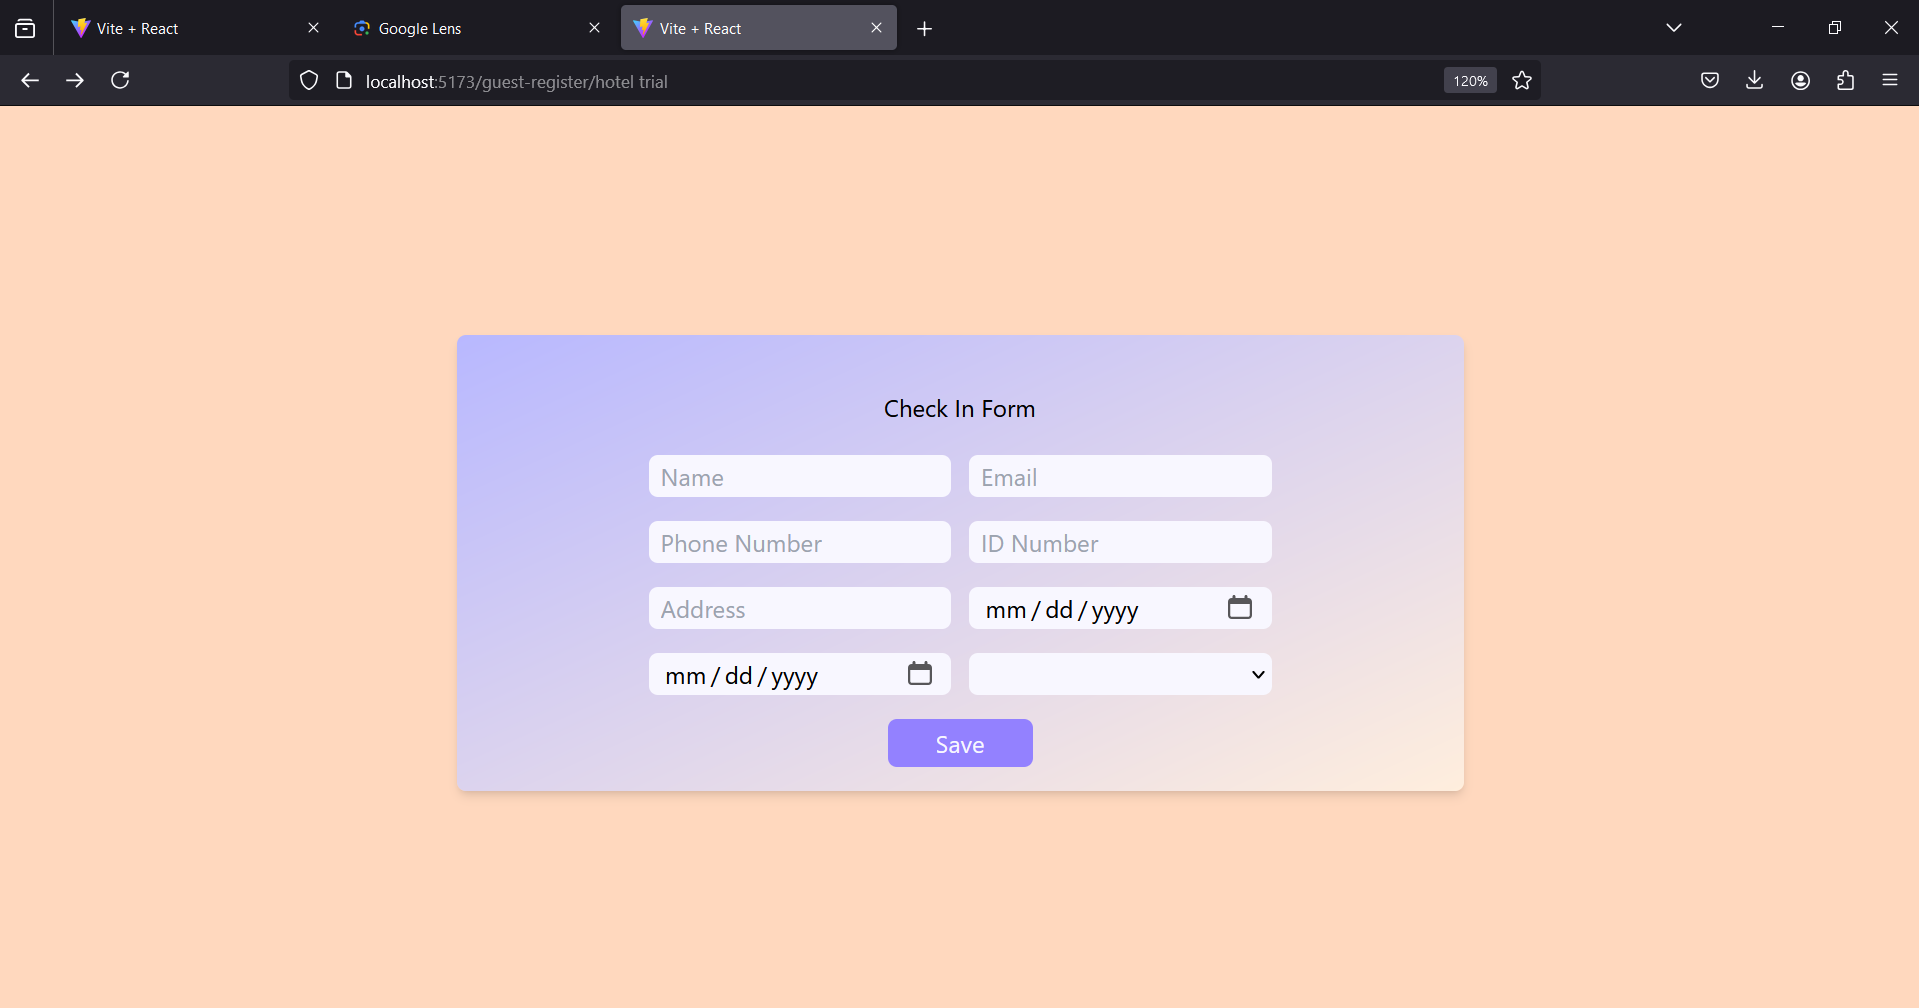 Vite + React
Google Lens
Vite + React
localhost:5173/guest-register/hotel trial
120%
Check In Form
Name
Email
Phone Number
ID Number
Address
mm / dd / yyyy
mm / dd / yyyy
Save